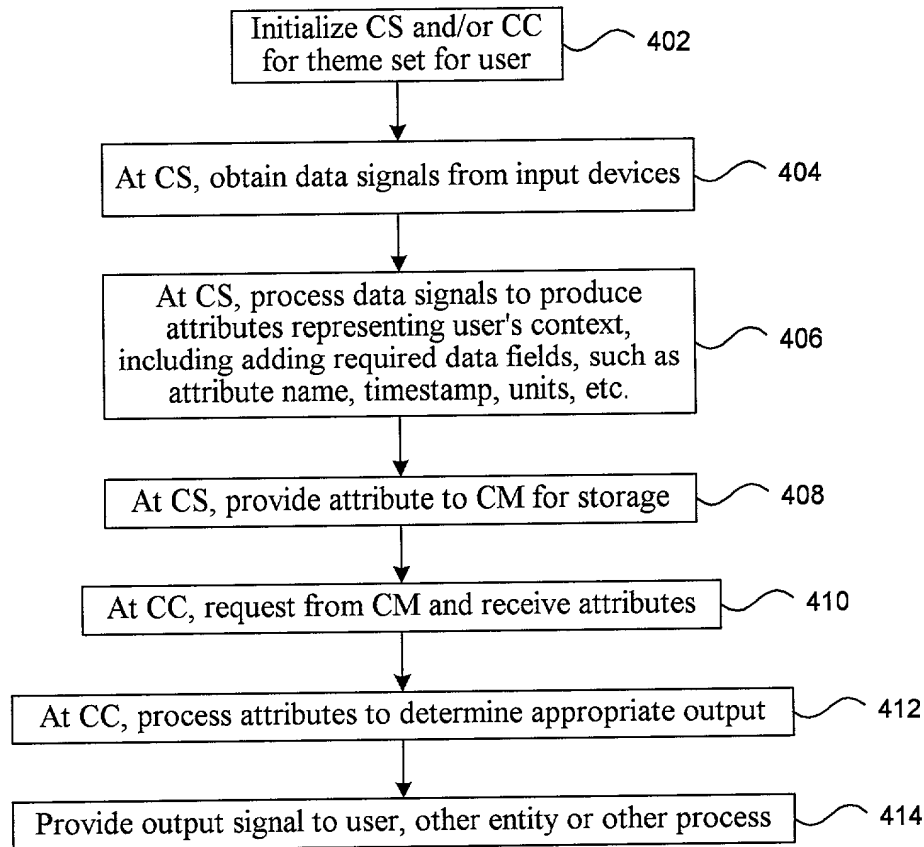 Initialize CS and/or CC
for theme set for user
402
At CS, obtain data signals from input devices
404
At CS, process data signals to produce
attributes representing user's context,
including adding required data fields, such as
attribute name, timestamp, units, etc.
406
At CS, provide attribute to CM for storage
408
At CC, request from CM and receive attributes
410
At CC, process attributes to determine appropriate output
412
Provide output signal to user, other entity or other process
414